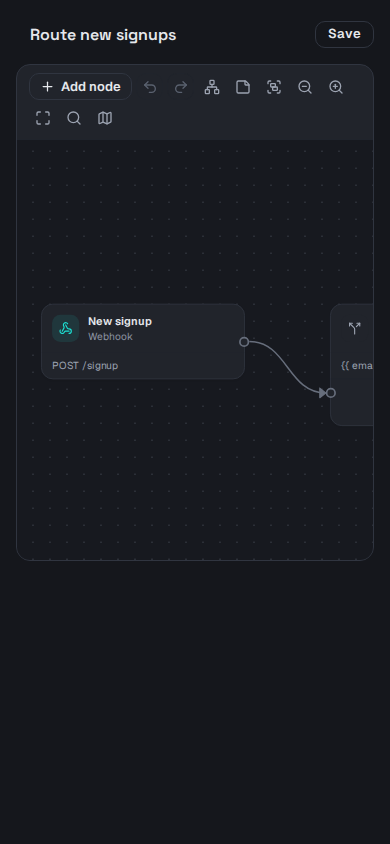 Route new signups
Save
Add node
New signup
Webhook
POST /signup
{{ ema